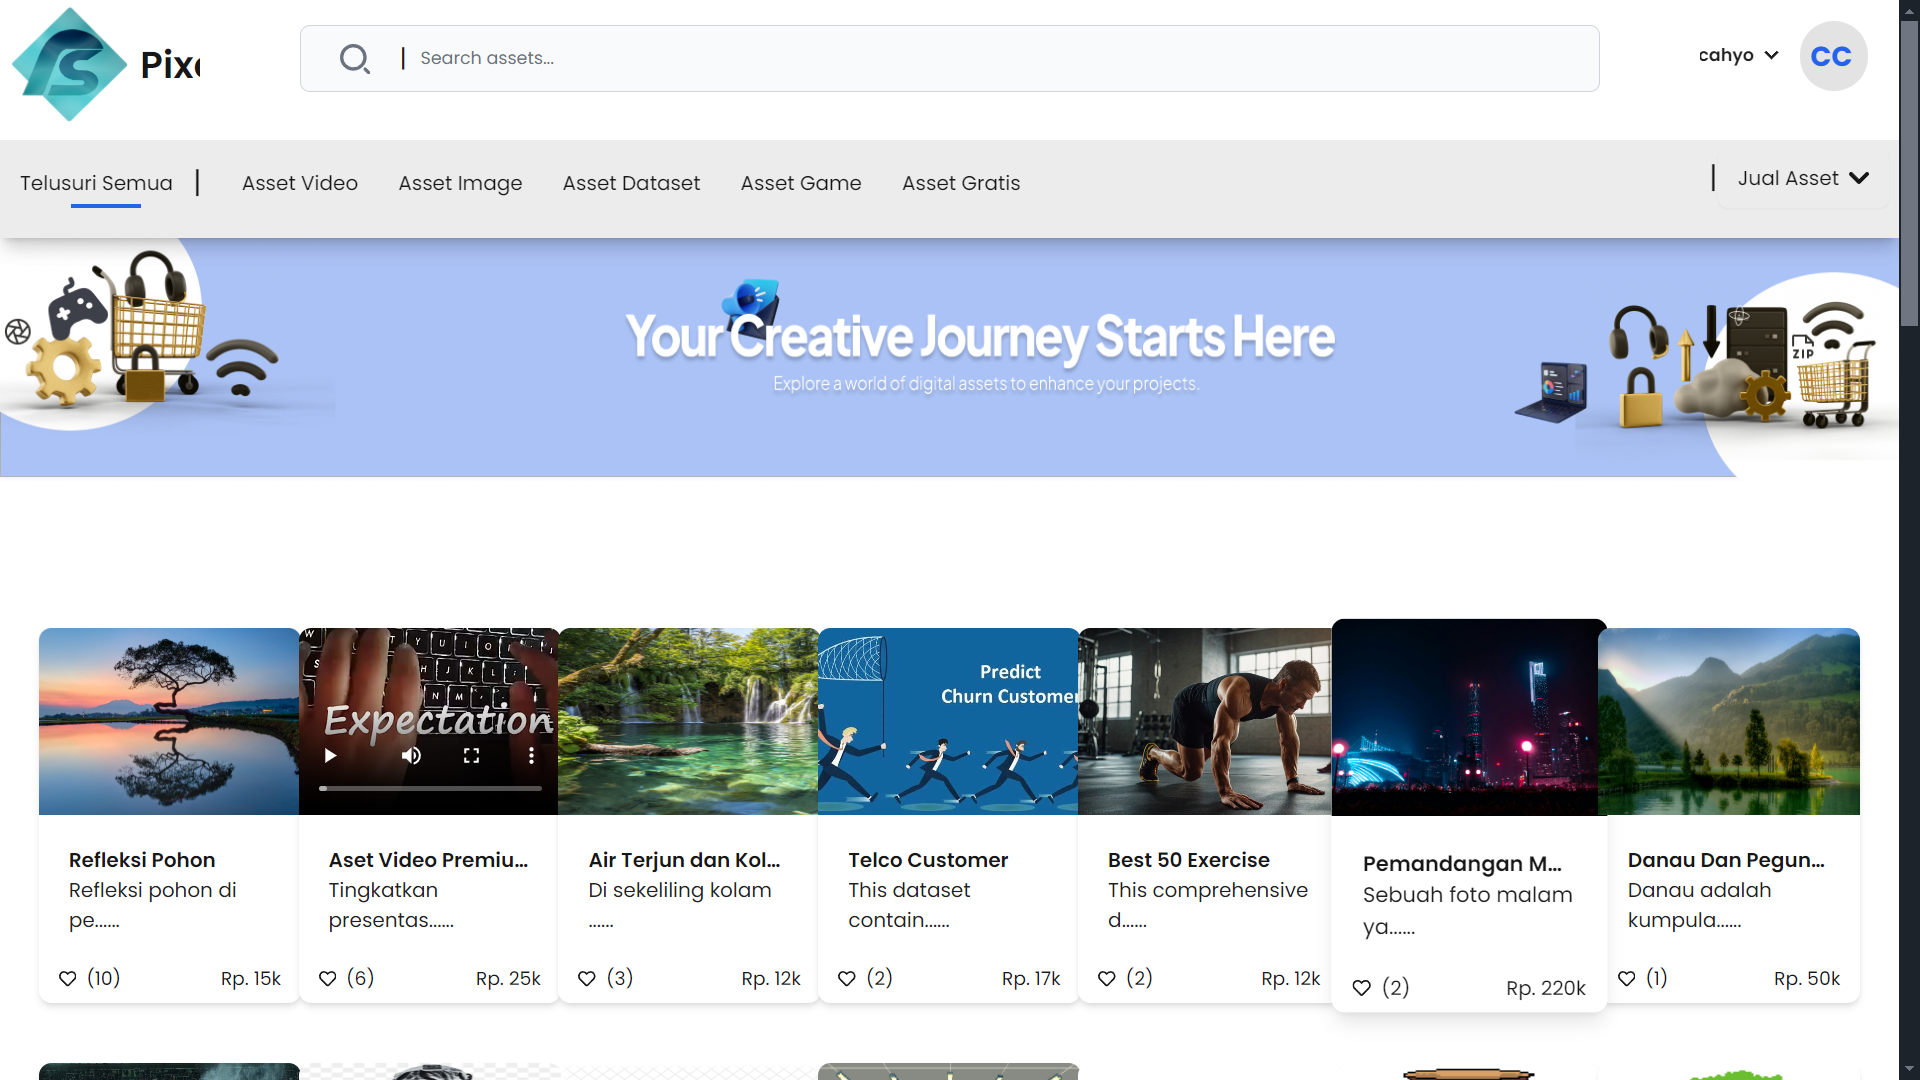 Pixe
Search assets...
cahyo
CC
Telusuri Semua
Asset Video
Asset Image
Asset Dataset
Asset Game
Asset Gratis
Jual Asset
Your Creative Journey Starts Here
Explore a world of digital assets to enhance your projects.
ZIP
Expectation
Predict
Churn Customer
Refleksi Pohon
Refleksi pohon di
pe......
(10)
Rp. 15k
Aset Video Premiu...
Tingkatkan
presentas......
(6)
Rp. 25k
Air Terjun dan Kol...
Di sekeliling kolam
......
(3)
Rp. 12k
Telco Customer
This dataset
contain......
(2)
Rp. 17k
Best 50 Exercise
This comprehensive
d......
(2)
Rp. 12k
Pemandangan M...
Sebuah foto malam
ya......
(2)
Rp. 220k
Danau Dan Pegun...
Danau adalah
kumpula......
(1)
Rp. 50k